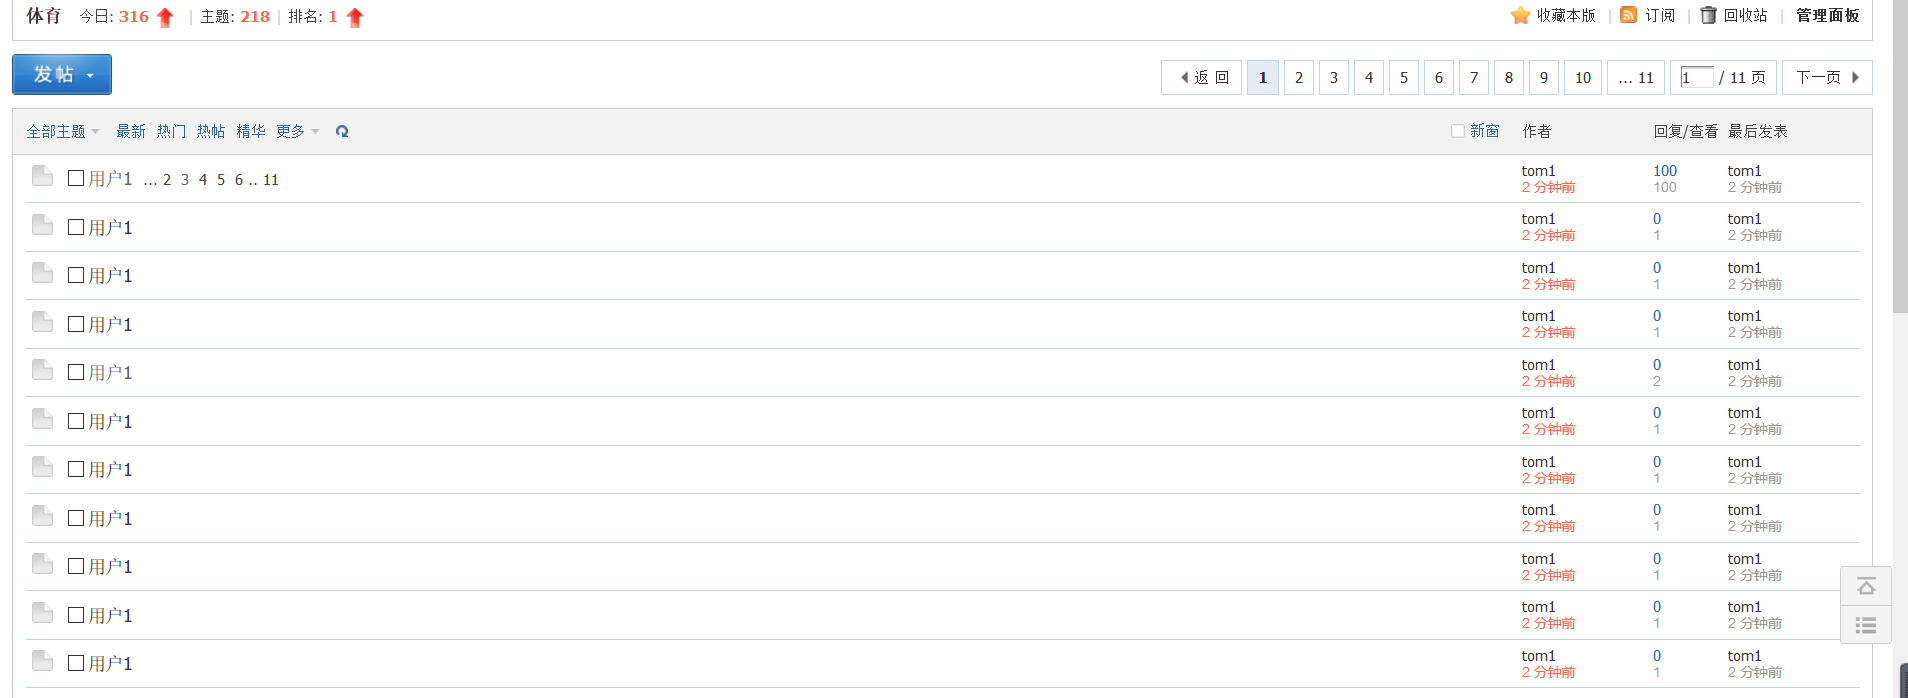 体育 今日: 316 | 主题: 218 | 排名: 1 收藏本版 | 订阅 | 回收站 | 管理面板
发帖 返 回 1 2 3 4 5 6 7 8 9 10 ... 11 1 / 11 页 下一页
全部主题 最新 热门 热帖 精华 更多 新窗 作者 回复/查看 最后发表
用户1 ... 2 3 4 5 6 .. 11 tom1 100 tom1
2 分钟前 100 2 分钟前
用户1 tom1 0 tom1
2 分钟前 1 2 分钟前
用户1 tom1 0 tom1
2 分钟前 1 2 分钟前
用户1 tom1 0 tom1
2 分钟前 1 2 分钟前
用户1 tom1 0 tom1
2 分钟前 2 2 分钟前
用户1 tom1 0 tom1
2 分钟前 1 2 分钟前
用户1 tom1 0 tom1
2 分钟前 1 2 分钟前
用户1 tom1 0 tom1
2 分钟前 1 2 分钟前
用户1 tom1 0 tom1
2 分钟前 1 2 分钟前
用户1 tom1 0 tom1
2 分钟前 1 2 分钟前
用户1 tom1 0 tom1
2 分钟前 1 2 分钟前